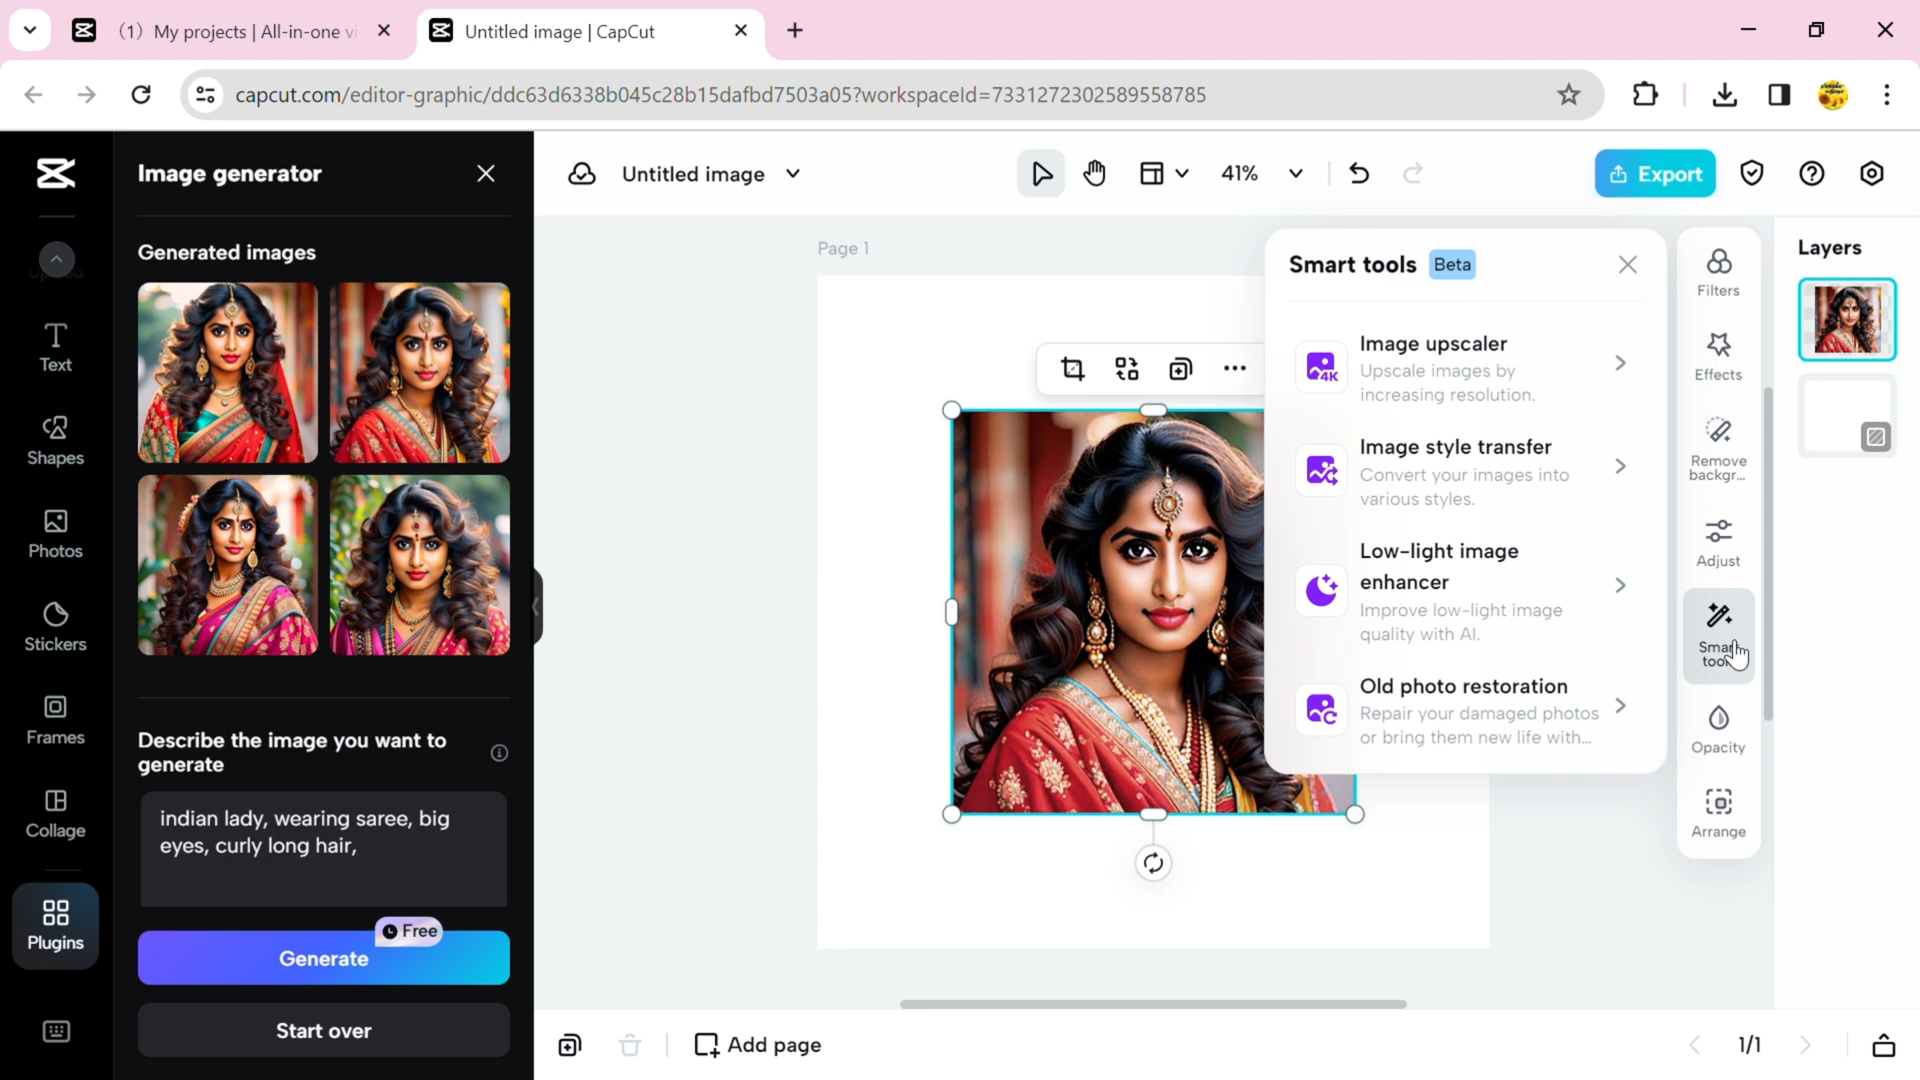 (1) My projects | All-in-one vi
Untitled image | CapCut
capcut.com/editor-graphic/ddc63d6338b045c28b15dafbd7503a05?workspaceId=7331272302589558785
Image generator
Untitled image
41%
Export
Generated images
Text
Shapes
Photos
Stickers
Frames
Collage
Plugins
Describe the image you want to
generate
indian lady, wearing saree, big
eyes, curly long hair,
Free
Generate
Start over
Page 1
Smart tools Beta
Image upscaler
Upscale images by
increasing resolution.
Image style transfer
Convert your images into
various styles.
Low-light image
enhancer
Improve low-light image
quality with AI.
Old photo restoration
Repair your damaged photos
or bring them new life with...
Filters
Effects
Remove
backgr...
Adjust
Opacity
Arrange
Layers
Add page
1/1